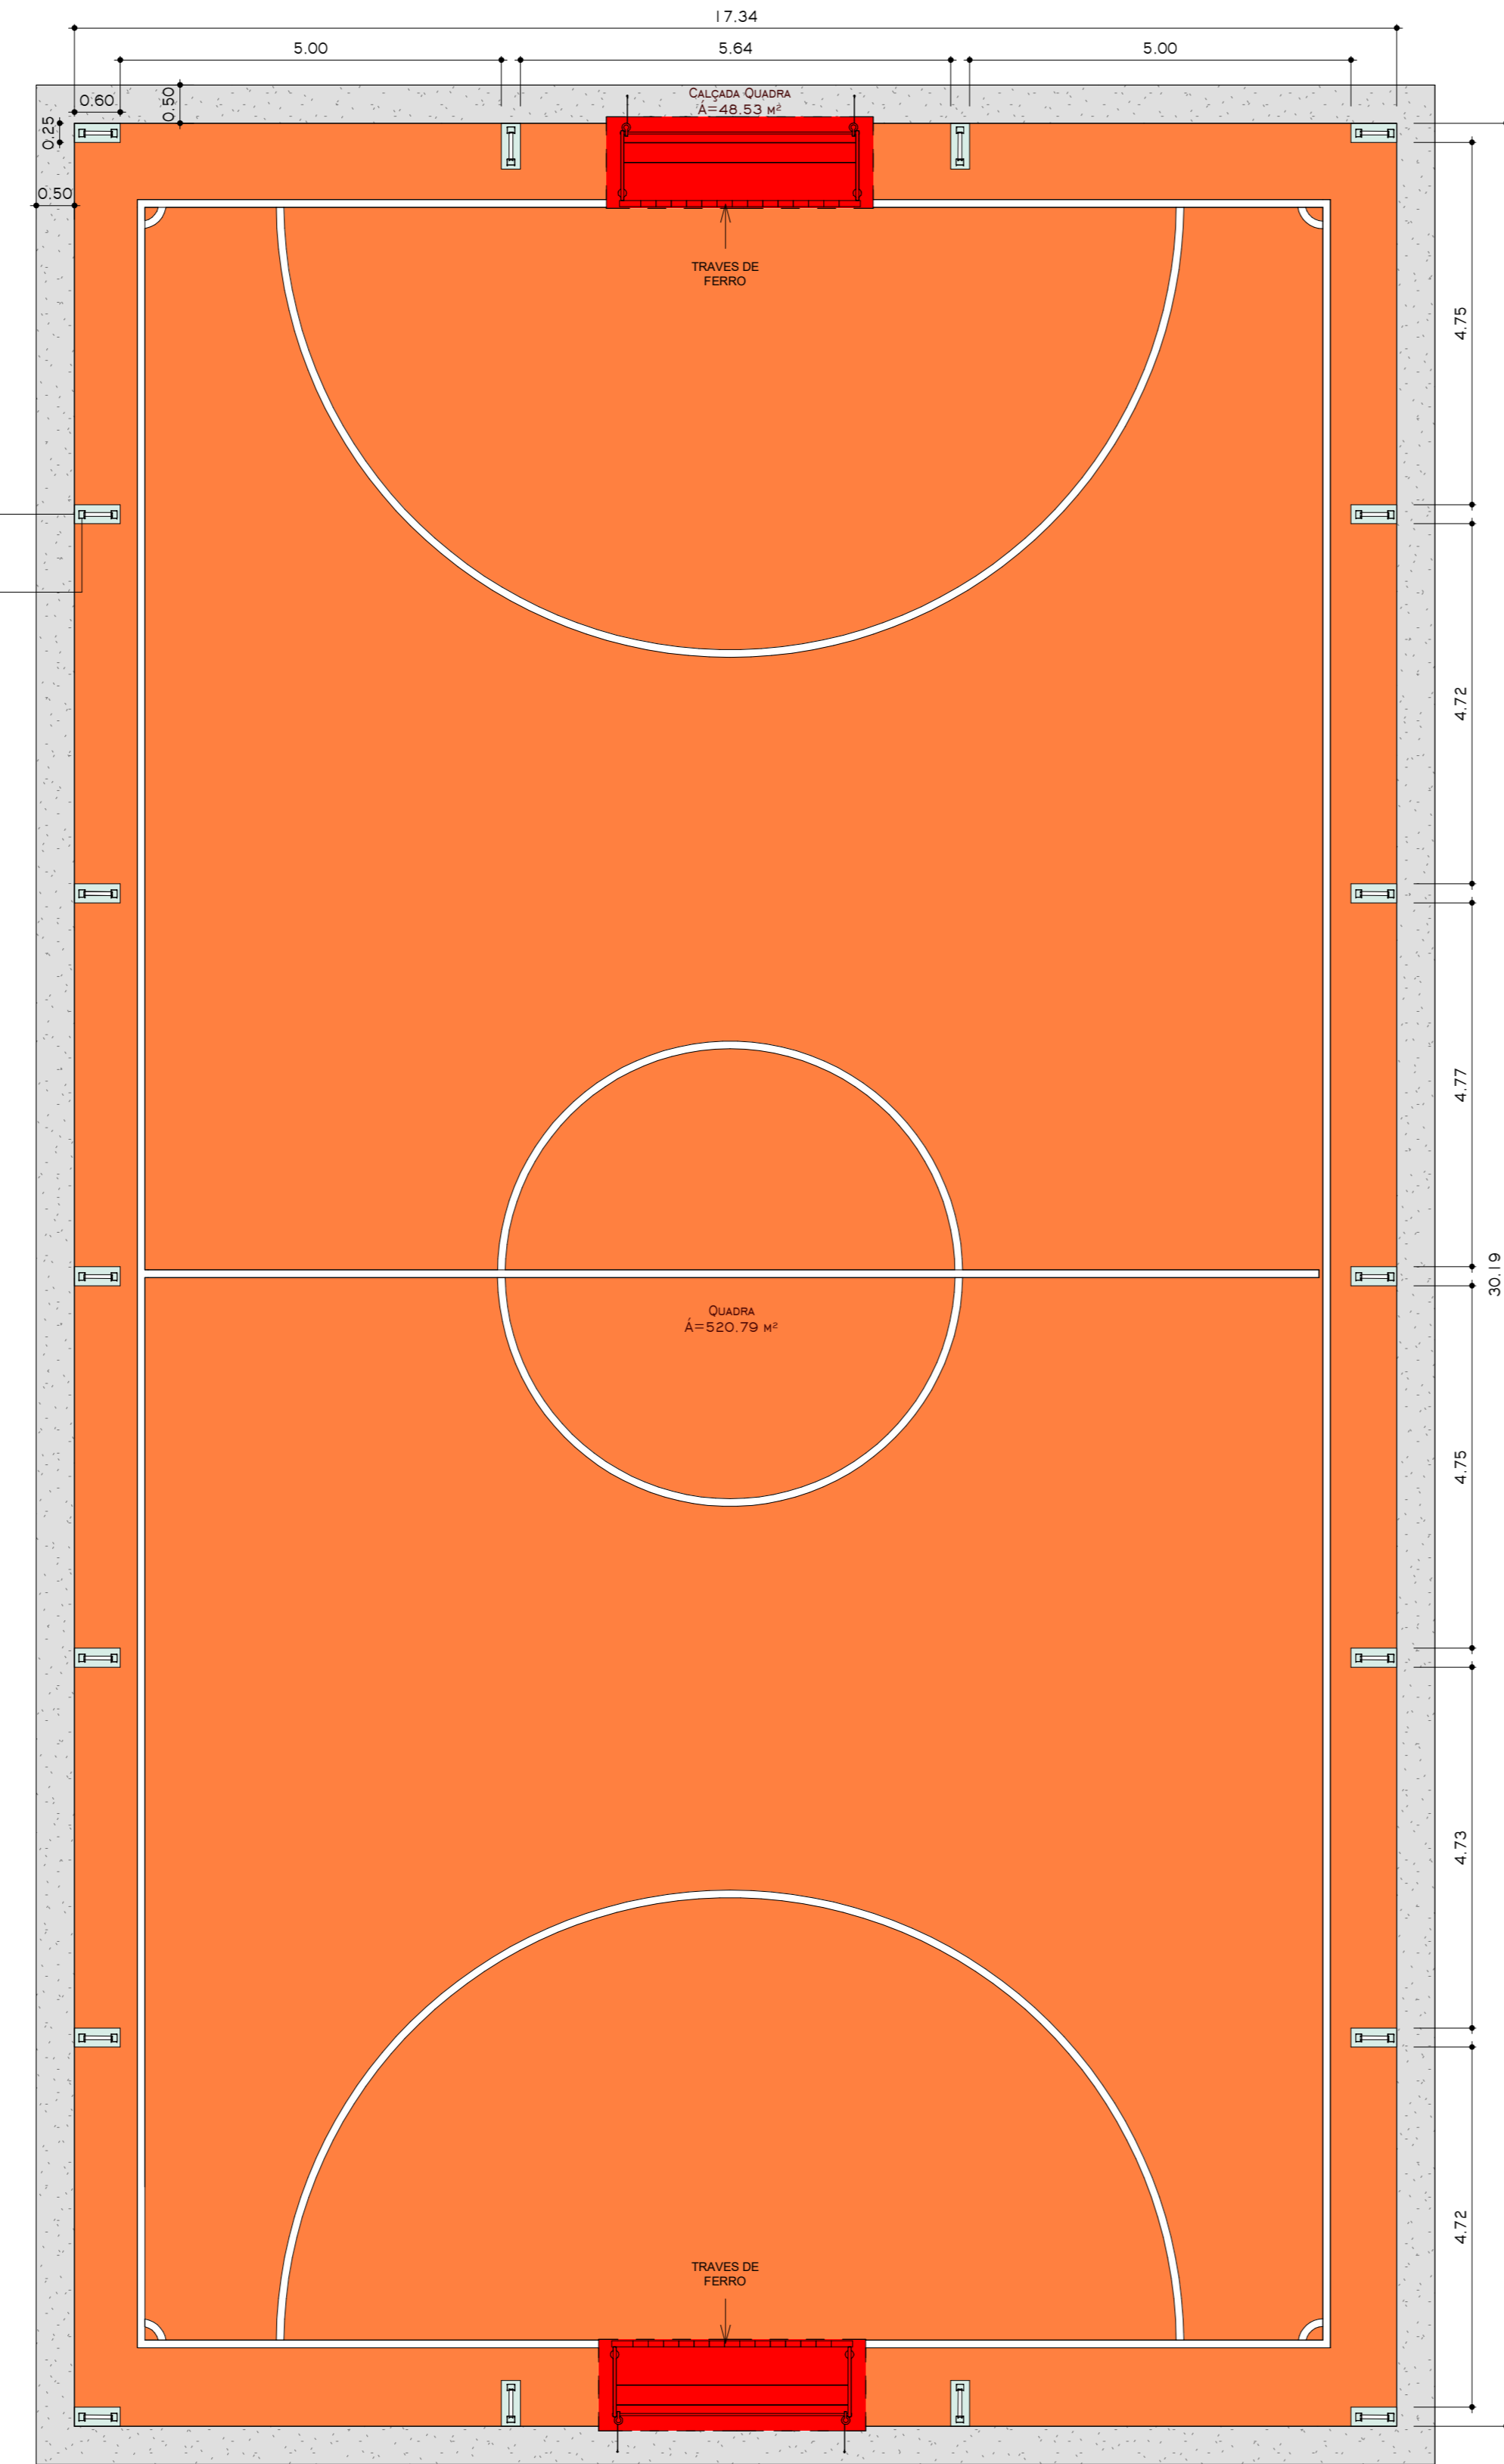 17.34
5.00
5.64
5.00
0.60
0.50
CALÇADA QUADRA
Á=48.53 M²
0.25
0.50
TRAVES DE
FERRO
4.75
4.72
4.77
30.19
QUADRA
Á=520.79 M²
4.75
4.73
4.72
TRAVES DE
FERRO